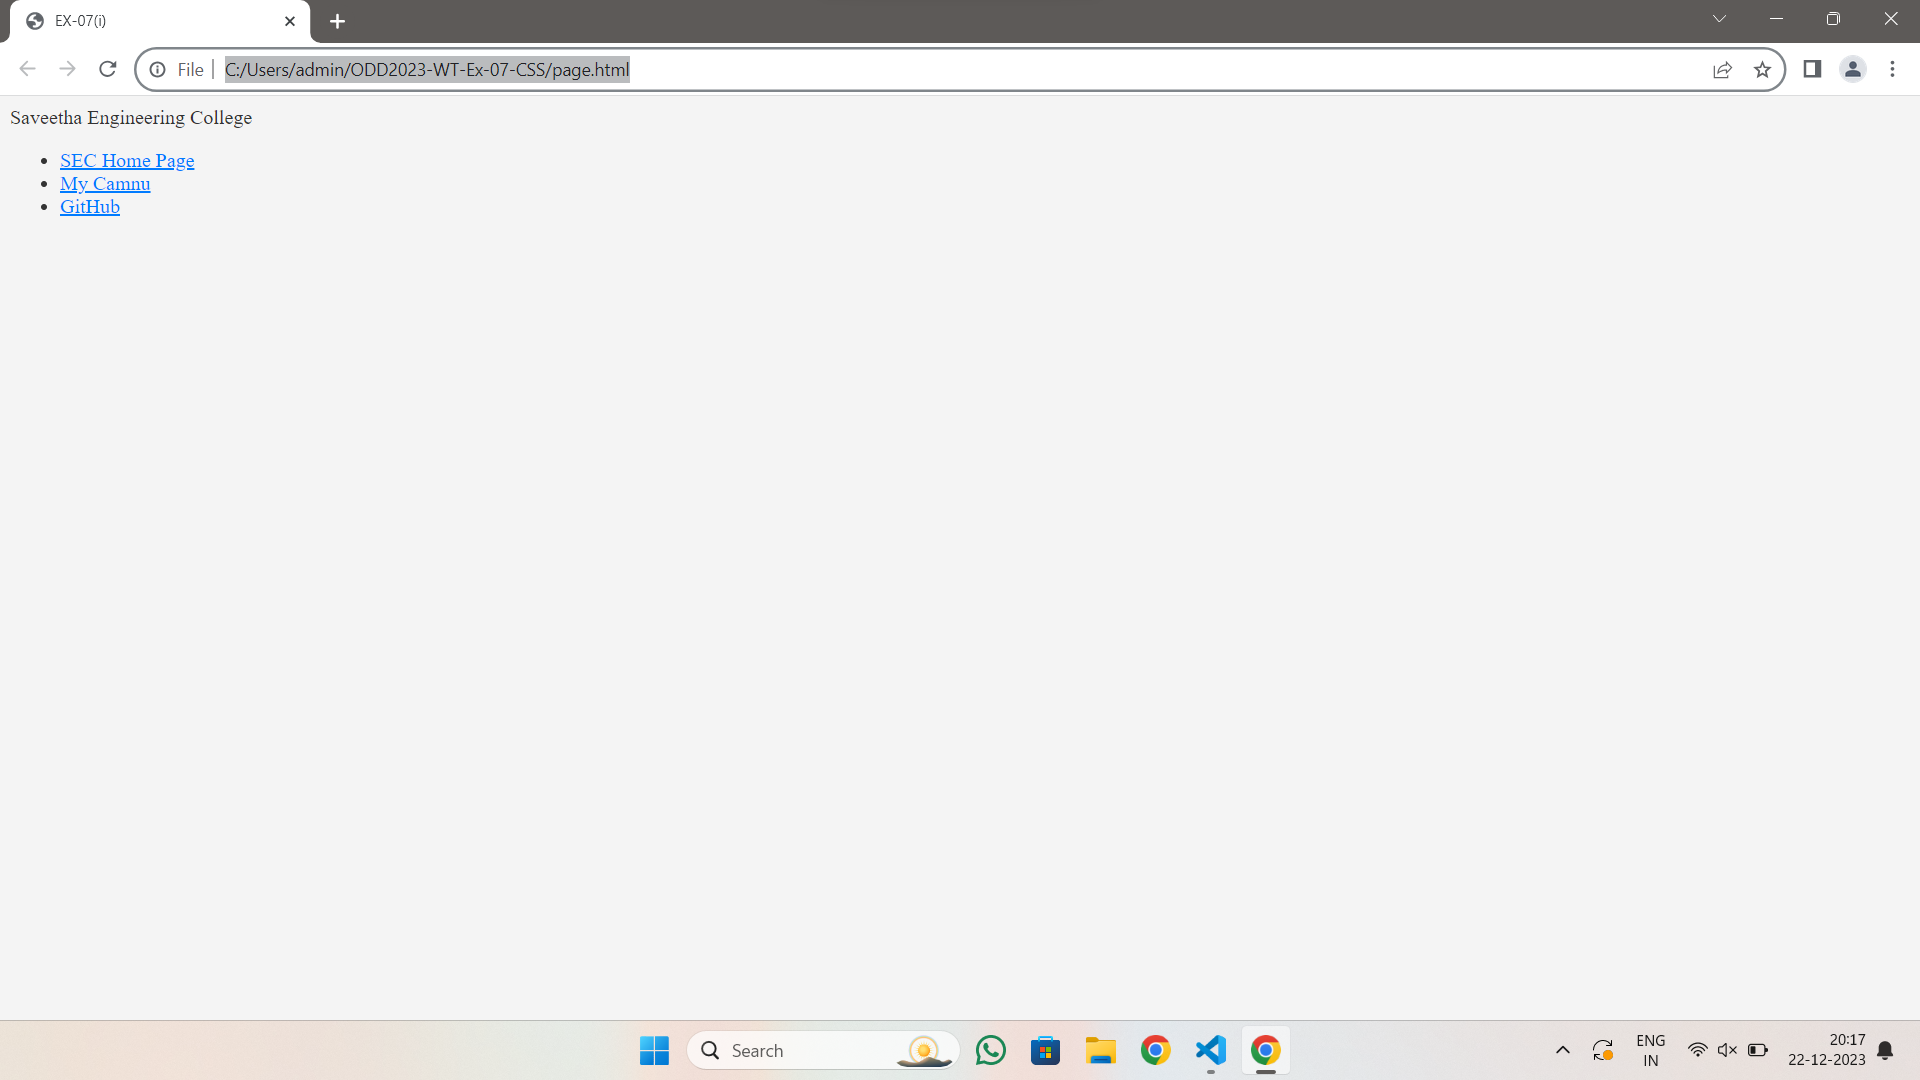 EX-07(i)
File
C:/Users/admin/ODD2023-WT-Ex-07-CSS/page.html
Saveetha Engineering College
SEC Home Page
My Camnu
GitHub
Search
ENG
IN
20:17
22-12-2023